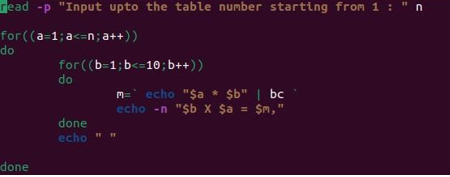 read -p "Input upto the table number starting from 1 : " n
for((a=1;a<=n;a++))
do
for((b=1;b<=10;b++))
do
m=` echo "$a * $b" | bc `
echo -n "$b X $a = $m,"
done
echo " "
done